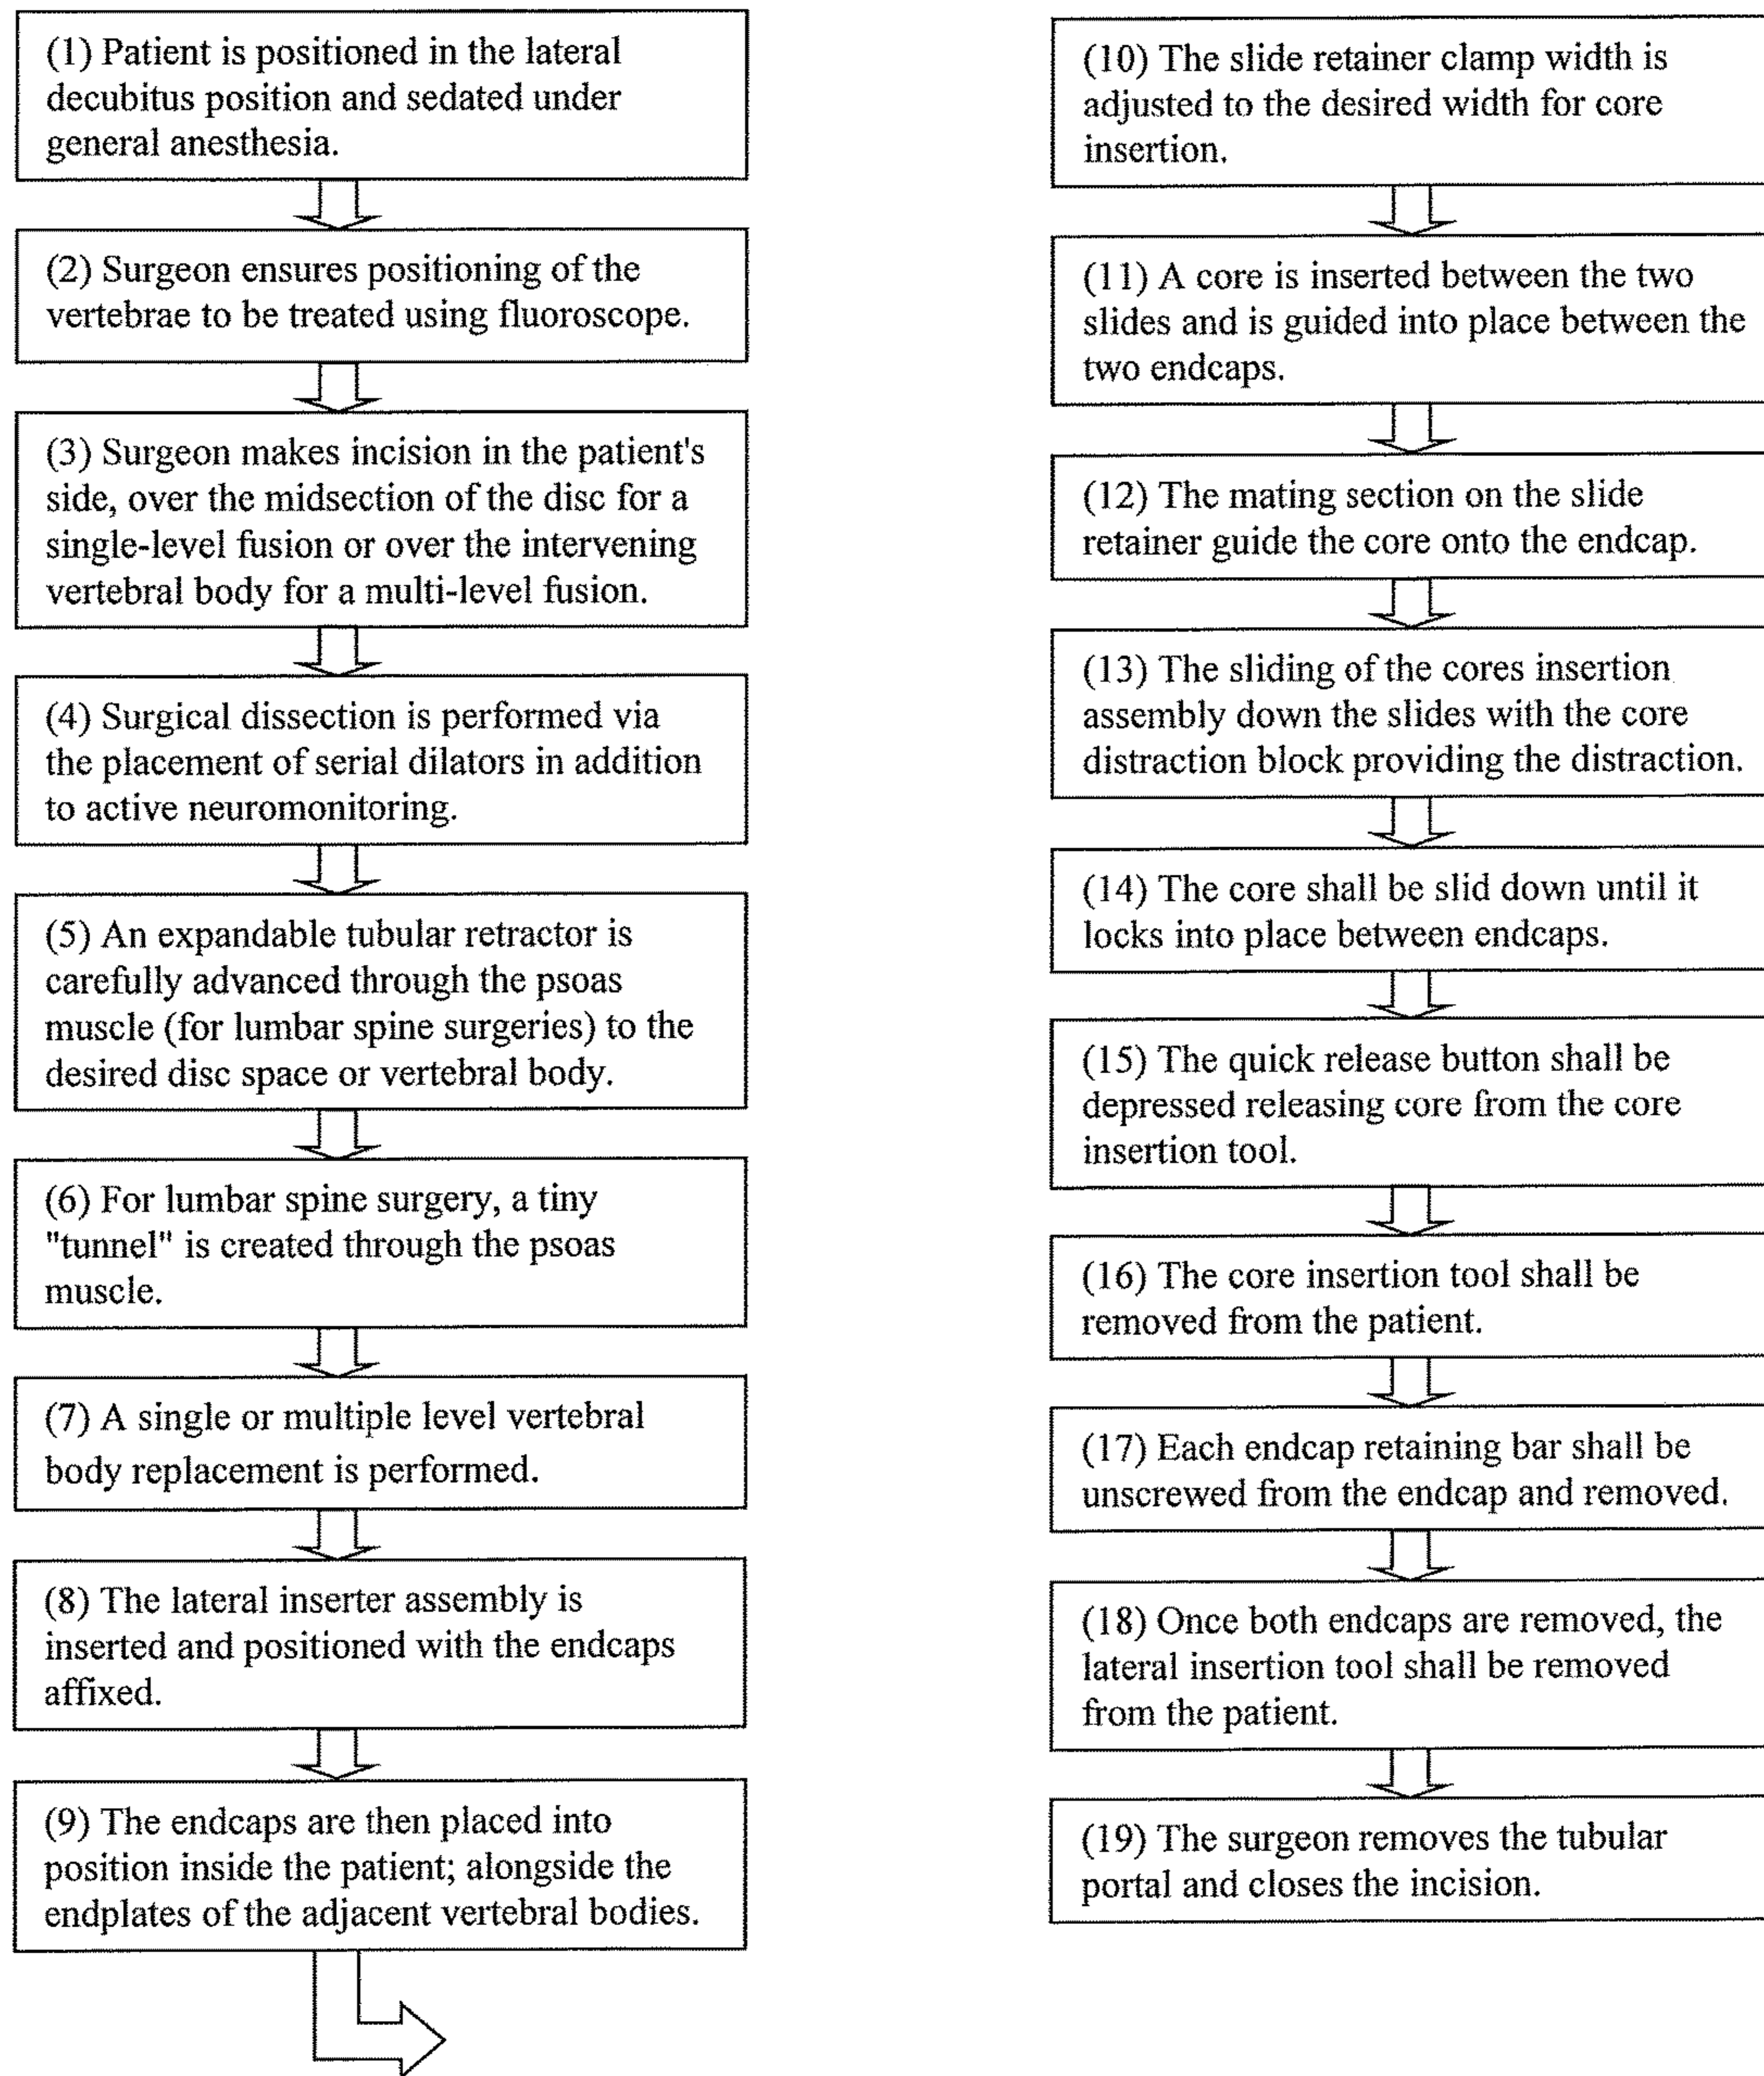 (1) Patient is positioned in the lateral
decubitus position and sedated under
general anesthesia.
(2) Surgeon ensures positioning of the
vertebrae to be treated using fluoroscope.
(3) Surgeon makes incision in the patient's
side, over the midsection of the disc for a
single-level fusion or over the intervening
vertebral body for a multi-level fusion.
(4) Surgical dissection is performed via
the placement of serial dilators in addition
to active neuromonitoring.
(5) An expandable tubular retractor is
carefully advanced through the psoas
muscle (for lumbar spine surgeries) to the
desired disc space or vertebral body.
(6) For lumbar spine surgery, a tiny
"tunnel" is created through the psoas
muscle.
(7) A single or multiple level vertebral
body replacement is performed.
(8) The lateral inserter assembly is
inserted and positioned with the endcaps
affixed.
(9) The endcaps are then placed into
position inside the patient; alongside the
endplates of the adjacent vertebral bodies.
(10) The slide retainer clamp width is
adjusted to the desired width for core
insertion.
(11) A core is inserted between the two
slides and is guided into place between the
two endcaps.
(12) The mating section on the slide
retainer guide the core onto the endcap.
(13) The sliding of the cores insertion
assembly down the slides with the core
distraction block providing the distraction.
(14) The core shall be slid down until it
locks into place between endcaps.
(15) The quick release button shall be
depressed releasing core from the core
insertion tool.
(16) The core insertion tool shall be
removed from the patient.
(17) Each endcap retaining bar shall be
unscrewed from the endcap and removed.
(18) Once both endcaps are removed, the
lateral insertion tool shall be removed
from the patient.
(19) The surgeon removes the tubular
portal and closes the incision.